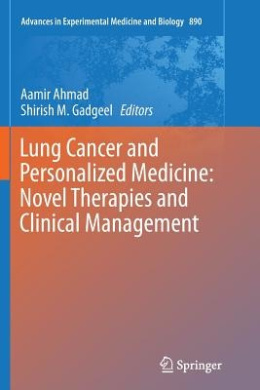 Advances in Experimental Medicine and Biology 890
Aamir Ahmad
Shirish M. Gadgeel Editors
Lung Cancer and
Personalized Medicine:
Novel Therapies and
Clinical Management
Springer